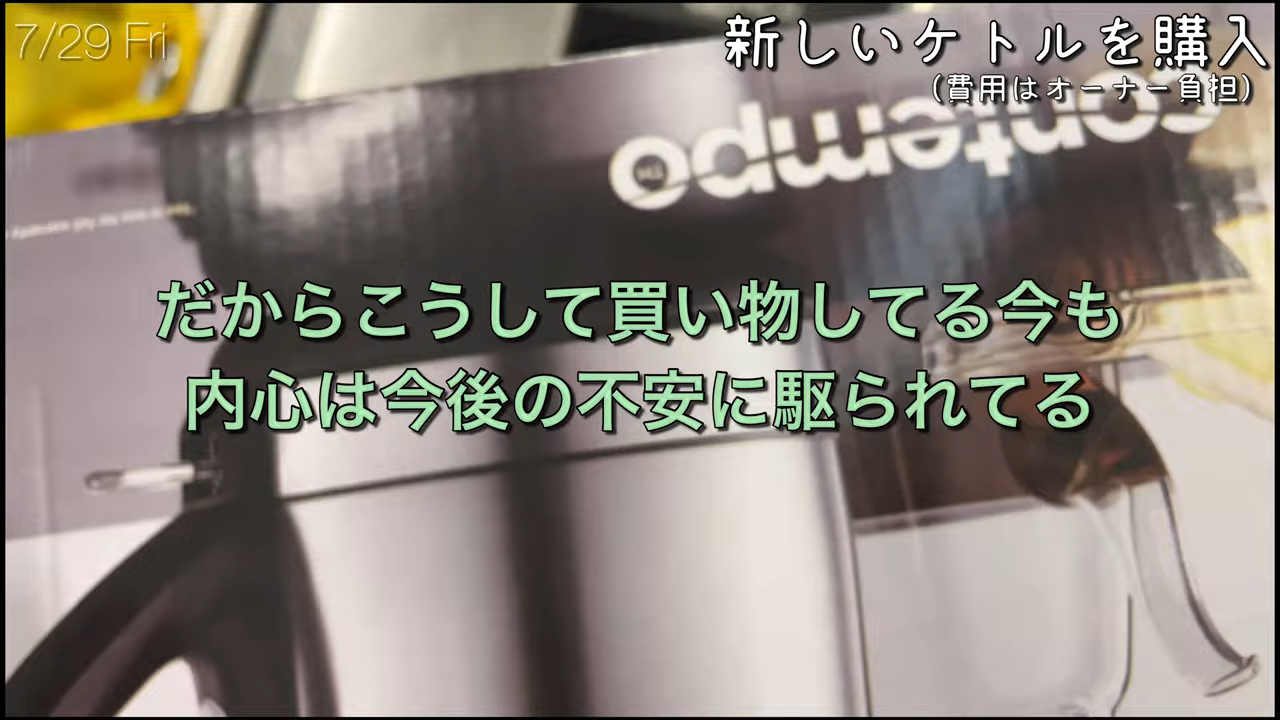 7/29 Fri
新しいケトルを購入
(費用はオーナー負担)
contempo
TM
だからこうして買い物してる今も
内心は今後の不安に駆られてる